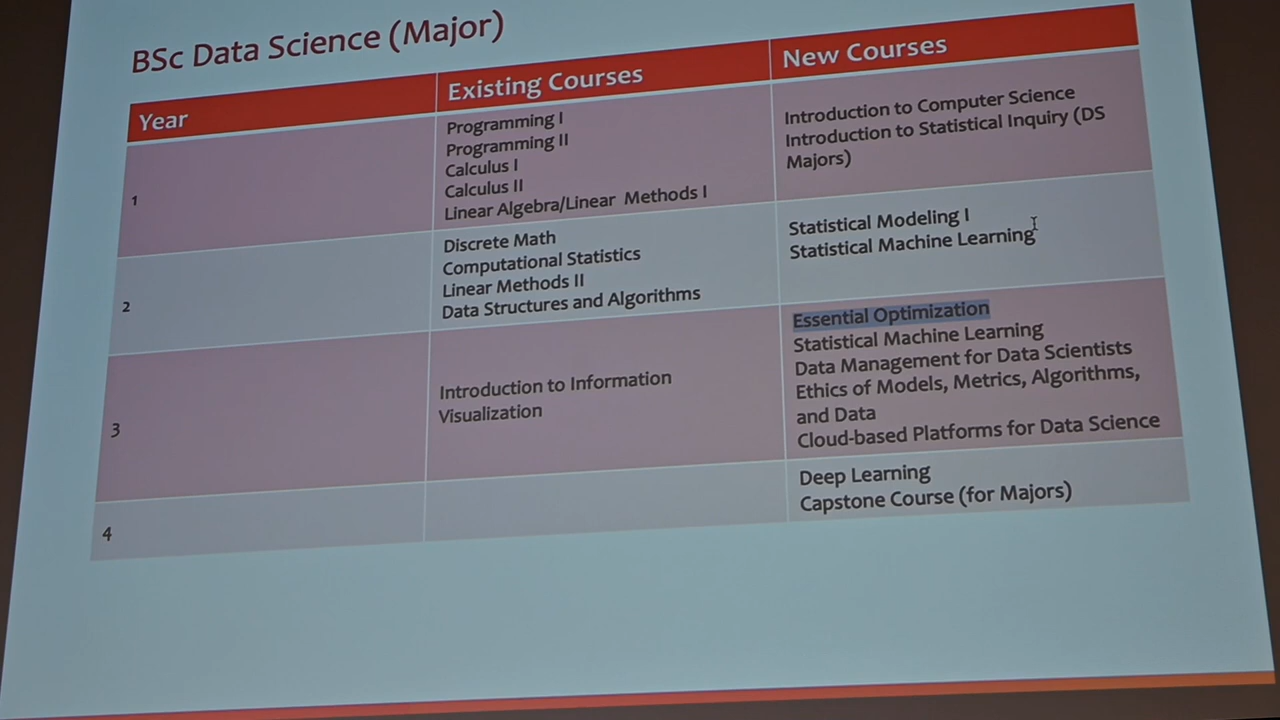 BSc Data Science (Major)
Year
Existing Courses
New Courses
1
Programming I
Programming II
Calculus I
Calculus II
Linear Algebra/Linear Methods I
Introduction to Computer Science
Introduction to Statistical Inquiry (DS
Majors)
2
Discrete Math
Computational Statistics
Linear Methods II
Data Structures and Algorithms
Statistical Modeling I
Statistical Machine Learning
3
Introduction to Information
Visualization
Essential Optimization
Statistical Machine Learning
Data Management for Data Scientists
Ethics of Models, Metrics, Algorithms,
and Data
Cloud-based Platforms for Data Science
4
Deep Learning
Capstone Course (for Majors)